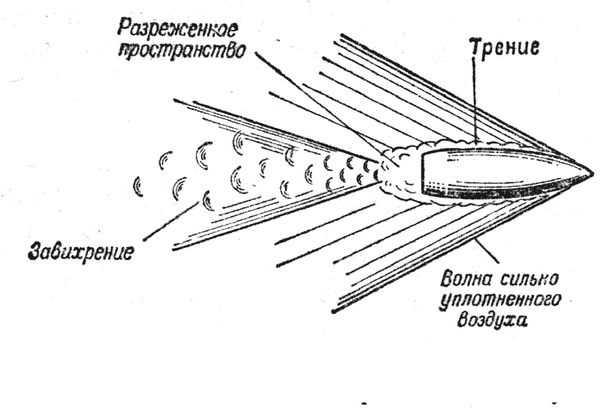 Разреженное
пространство
Трение
Завихрение
Волна сильно
уплотненного
воздуха